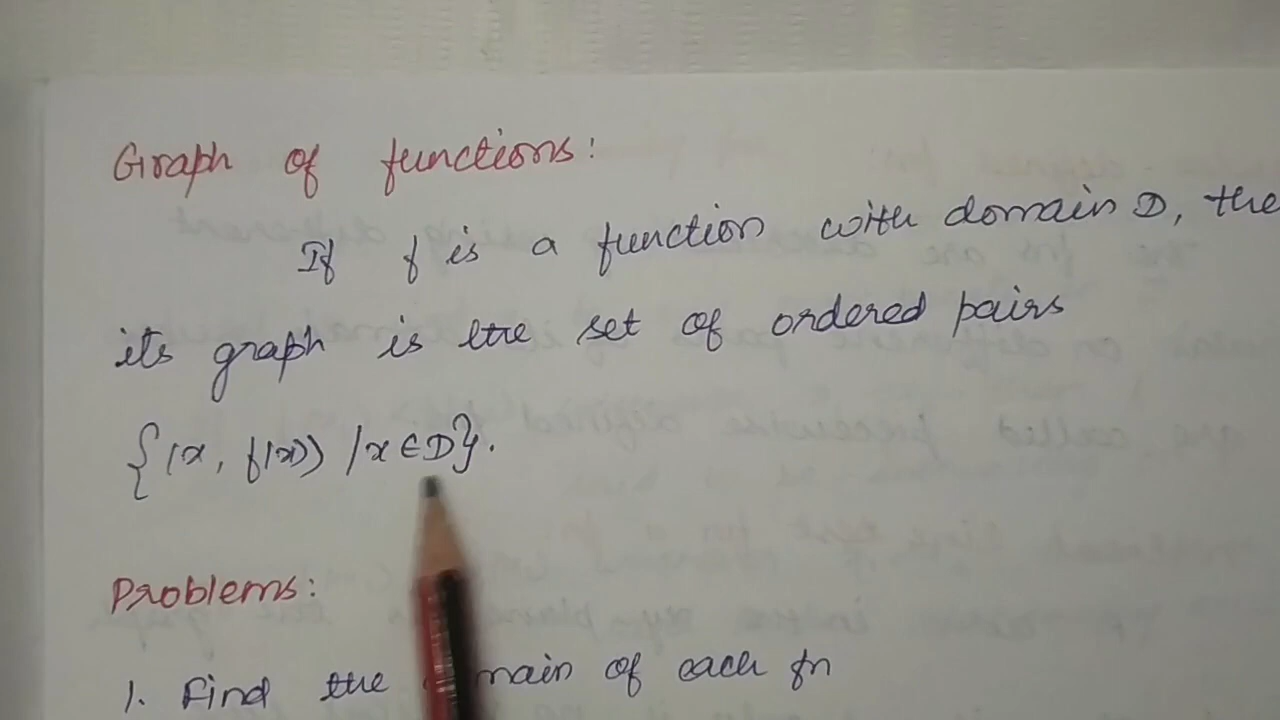 Graph of functions:
If f is a function with domain D, the
its graph is the set of ordered pairs
{(x, f(x)) / x ∈ D}.
Problems:
1. Find the main of each fn